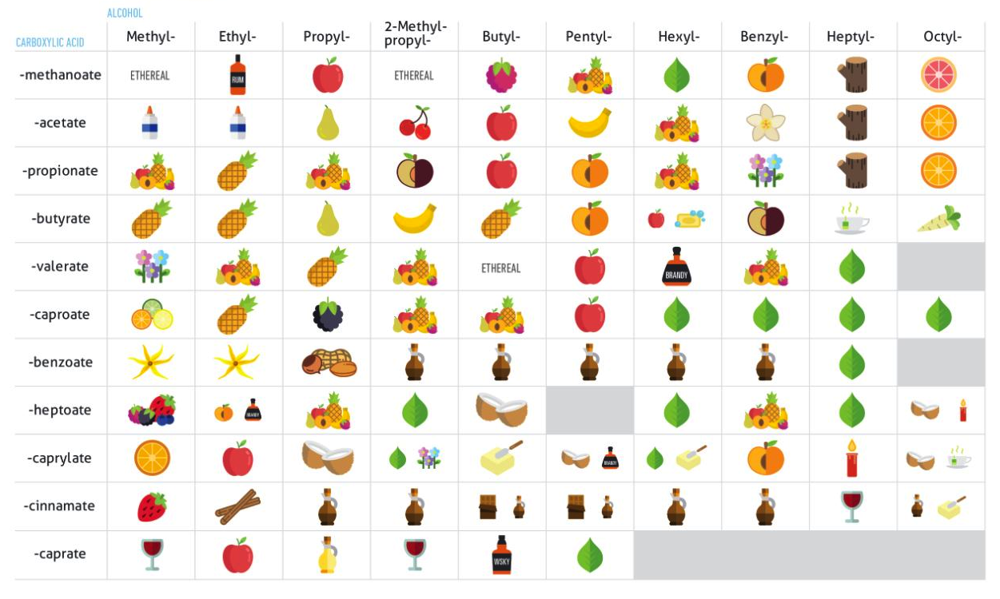 ALCOHOL
CARBOXYLIC ACID
Methyl-
Ethyl-
Propyl-
2-Methyl-
propyl-
Butyl-
Pentyl-
Hexyl-
Benzyl-
Heptyl-
Octyl-
-methanoate
ETHEREAL
RUM
ETHEREAL
-acetate
-propionate
-butyrate
-valerate
ETHEREAL
BRANDY
-caproate
-benzoate
-heptoate
BRANDY
-caprylate
BRANDY
-cinnamate
-caprate
WSKY